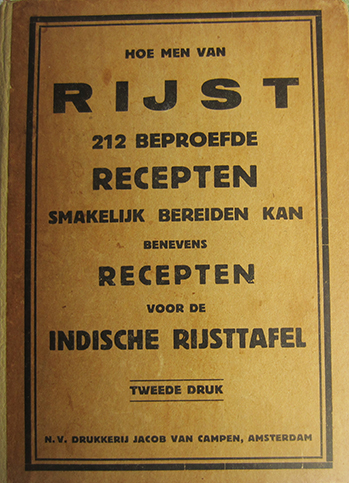 HOE MEN VAN
RIJST
212 BEPROEFDE
RECEPTEN
SMAKELIJK BEREIDEN KAN
BENEVENS
RECEPTEN
VOOR DE
INDISCHE RIJSTTAFEL
TWEEDE DRUK
N.V. DRUKKERIJ JACOB VAN CAMPEN, AMSTERDAM